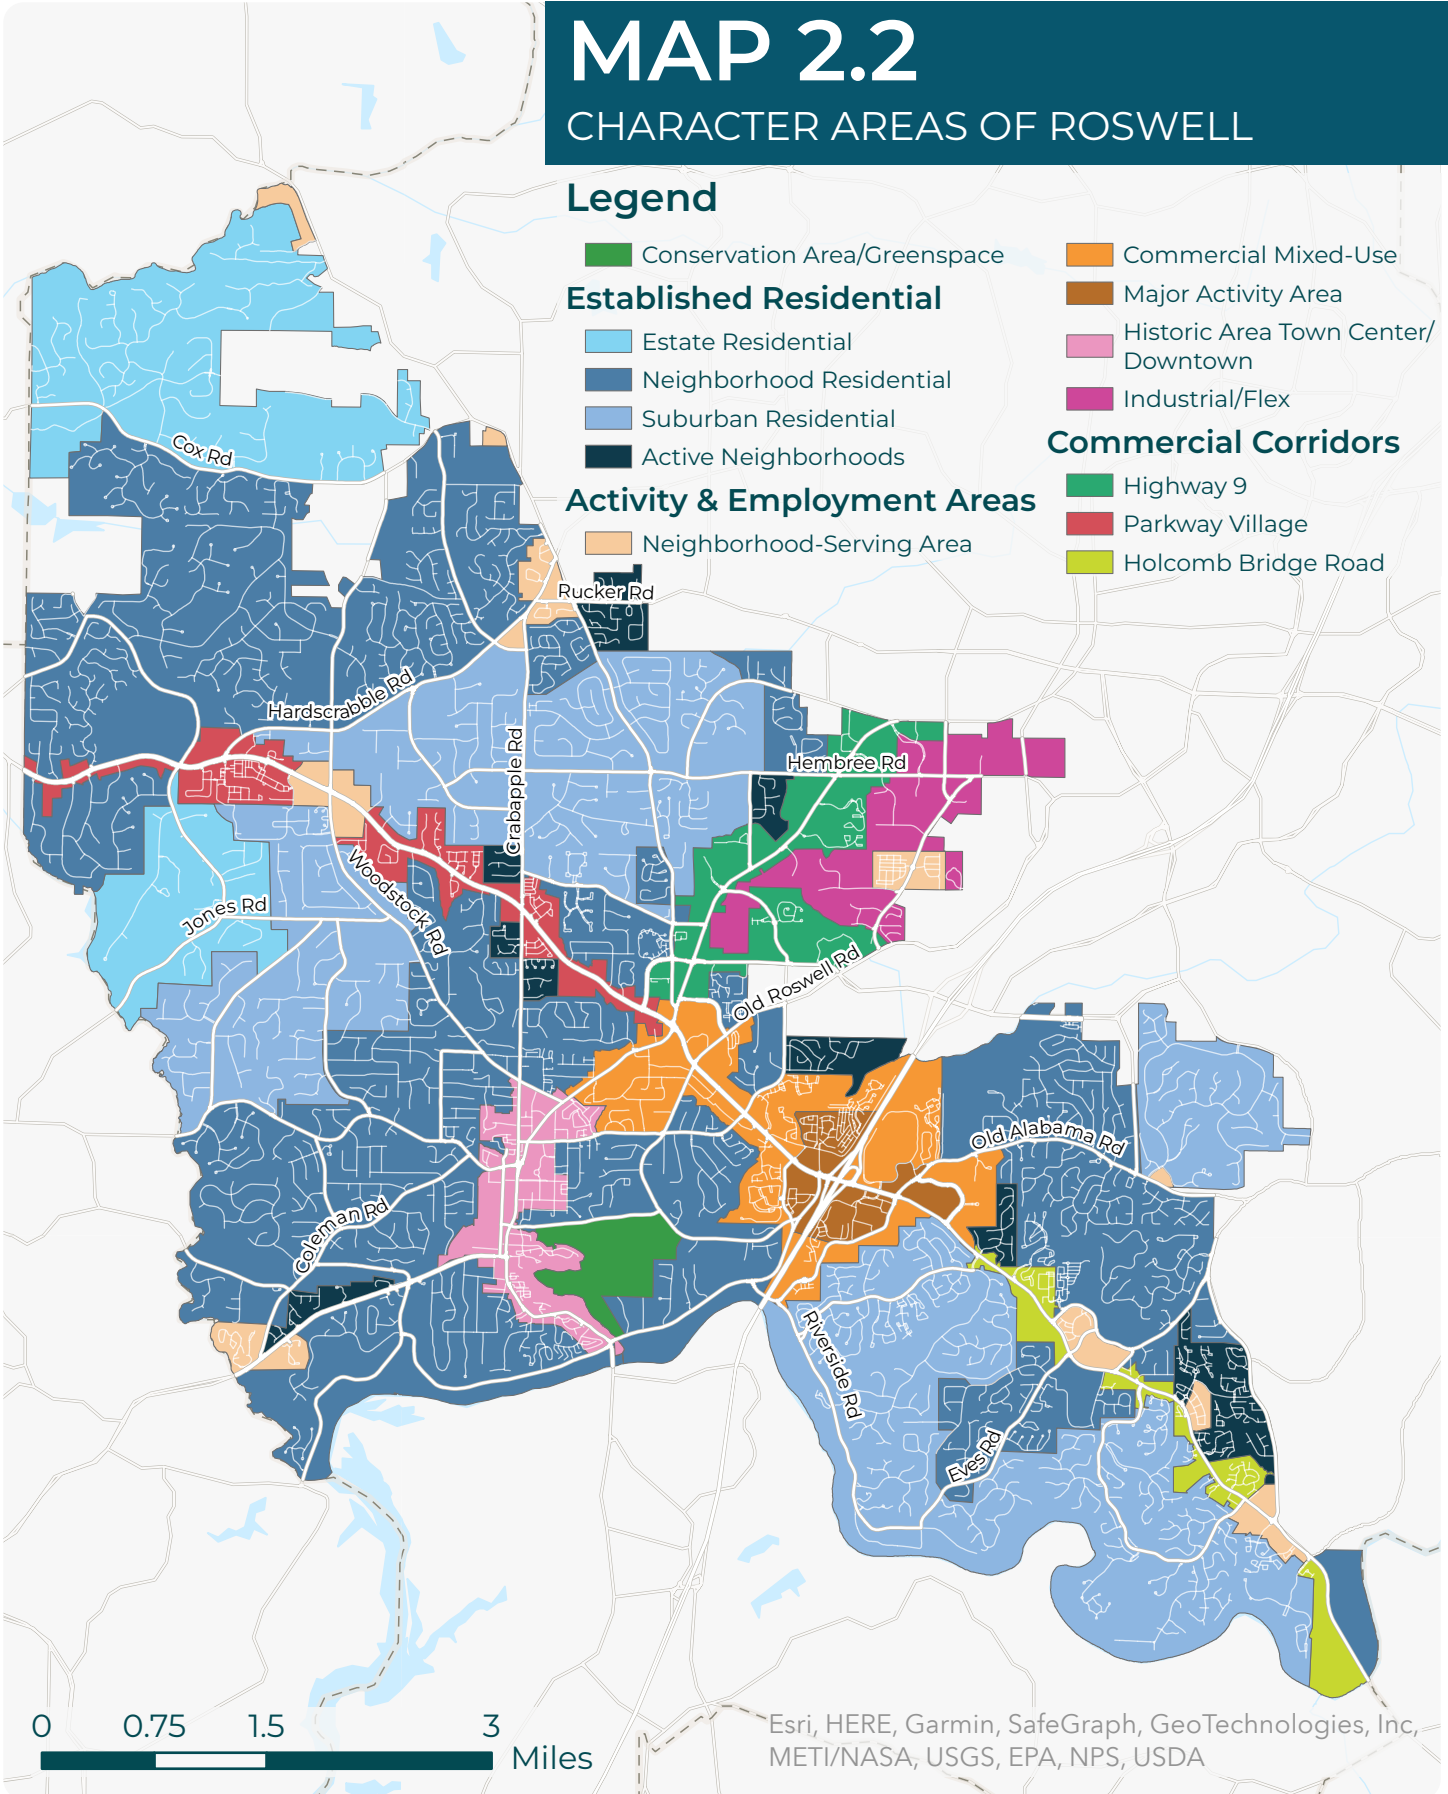 MAP 2.2
CHARACTER AREAS OF ROSWELL
Legend
Conservation Area/Greenspace
Established Residential
Estate Residential
Neighborhood Residential
Suburban Residential
Active Neighborhoods
Activity & Employment Areas
Neighborhood-Serving Area
Commercial Mixed-Use
Major Activity Area
Historic Area Town Center/
Downtown
Industrial/Flex
Commercial Corridors
Highway 9
Parkway Village
Holcomb Bridge Road
Cox Rd
Rucker Rd
Hardscrabble Rd
Crabapple Rd
Hembree Rd
Woodstock Rd
Jones Rd
Old Roswell Rd
Old Alabama Rd
Coleman Rd
Riverside Rd
Eves Rd
0 0.75 1.5 3
Miles
Esri, HERE, Garmin, SafeGraph, GeoTechnologies, Inc,
METI/NASA, USGS, EPA, NPS, USDA